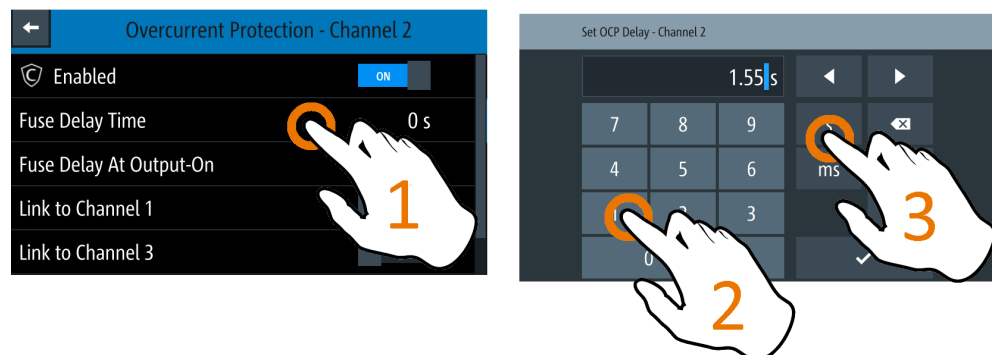 Overcurrent Protection - Channel 2
Enabled ON
Fuse Delay Time 0 s
Fuse Delay At Output-On
Link to Channel 1
Link to Channel 3
1
Set OCP Delay - Channel 2
1.55 s
7 8 9
4 5 6 ms
3
0
2
3